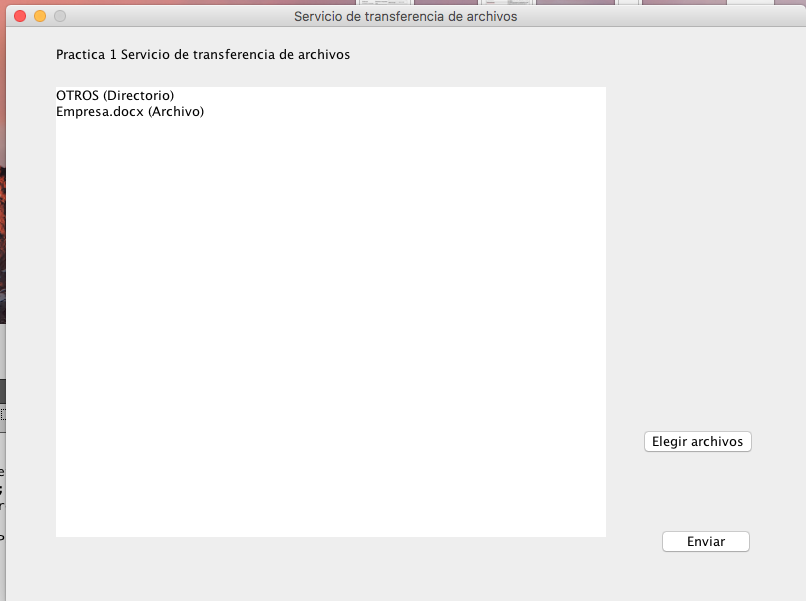 Servicio de transferencia de archivos
Practica 1 Servicio de transferencia de archivos
OTROS (Directorio)
Empresa.docx (Archivo)
Elegir archivos
Enviar